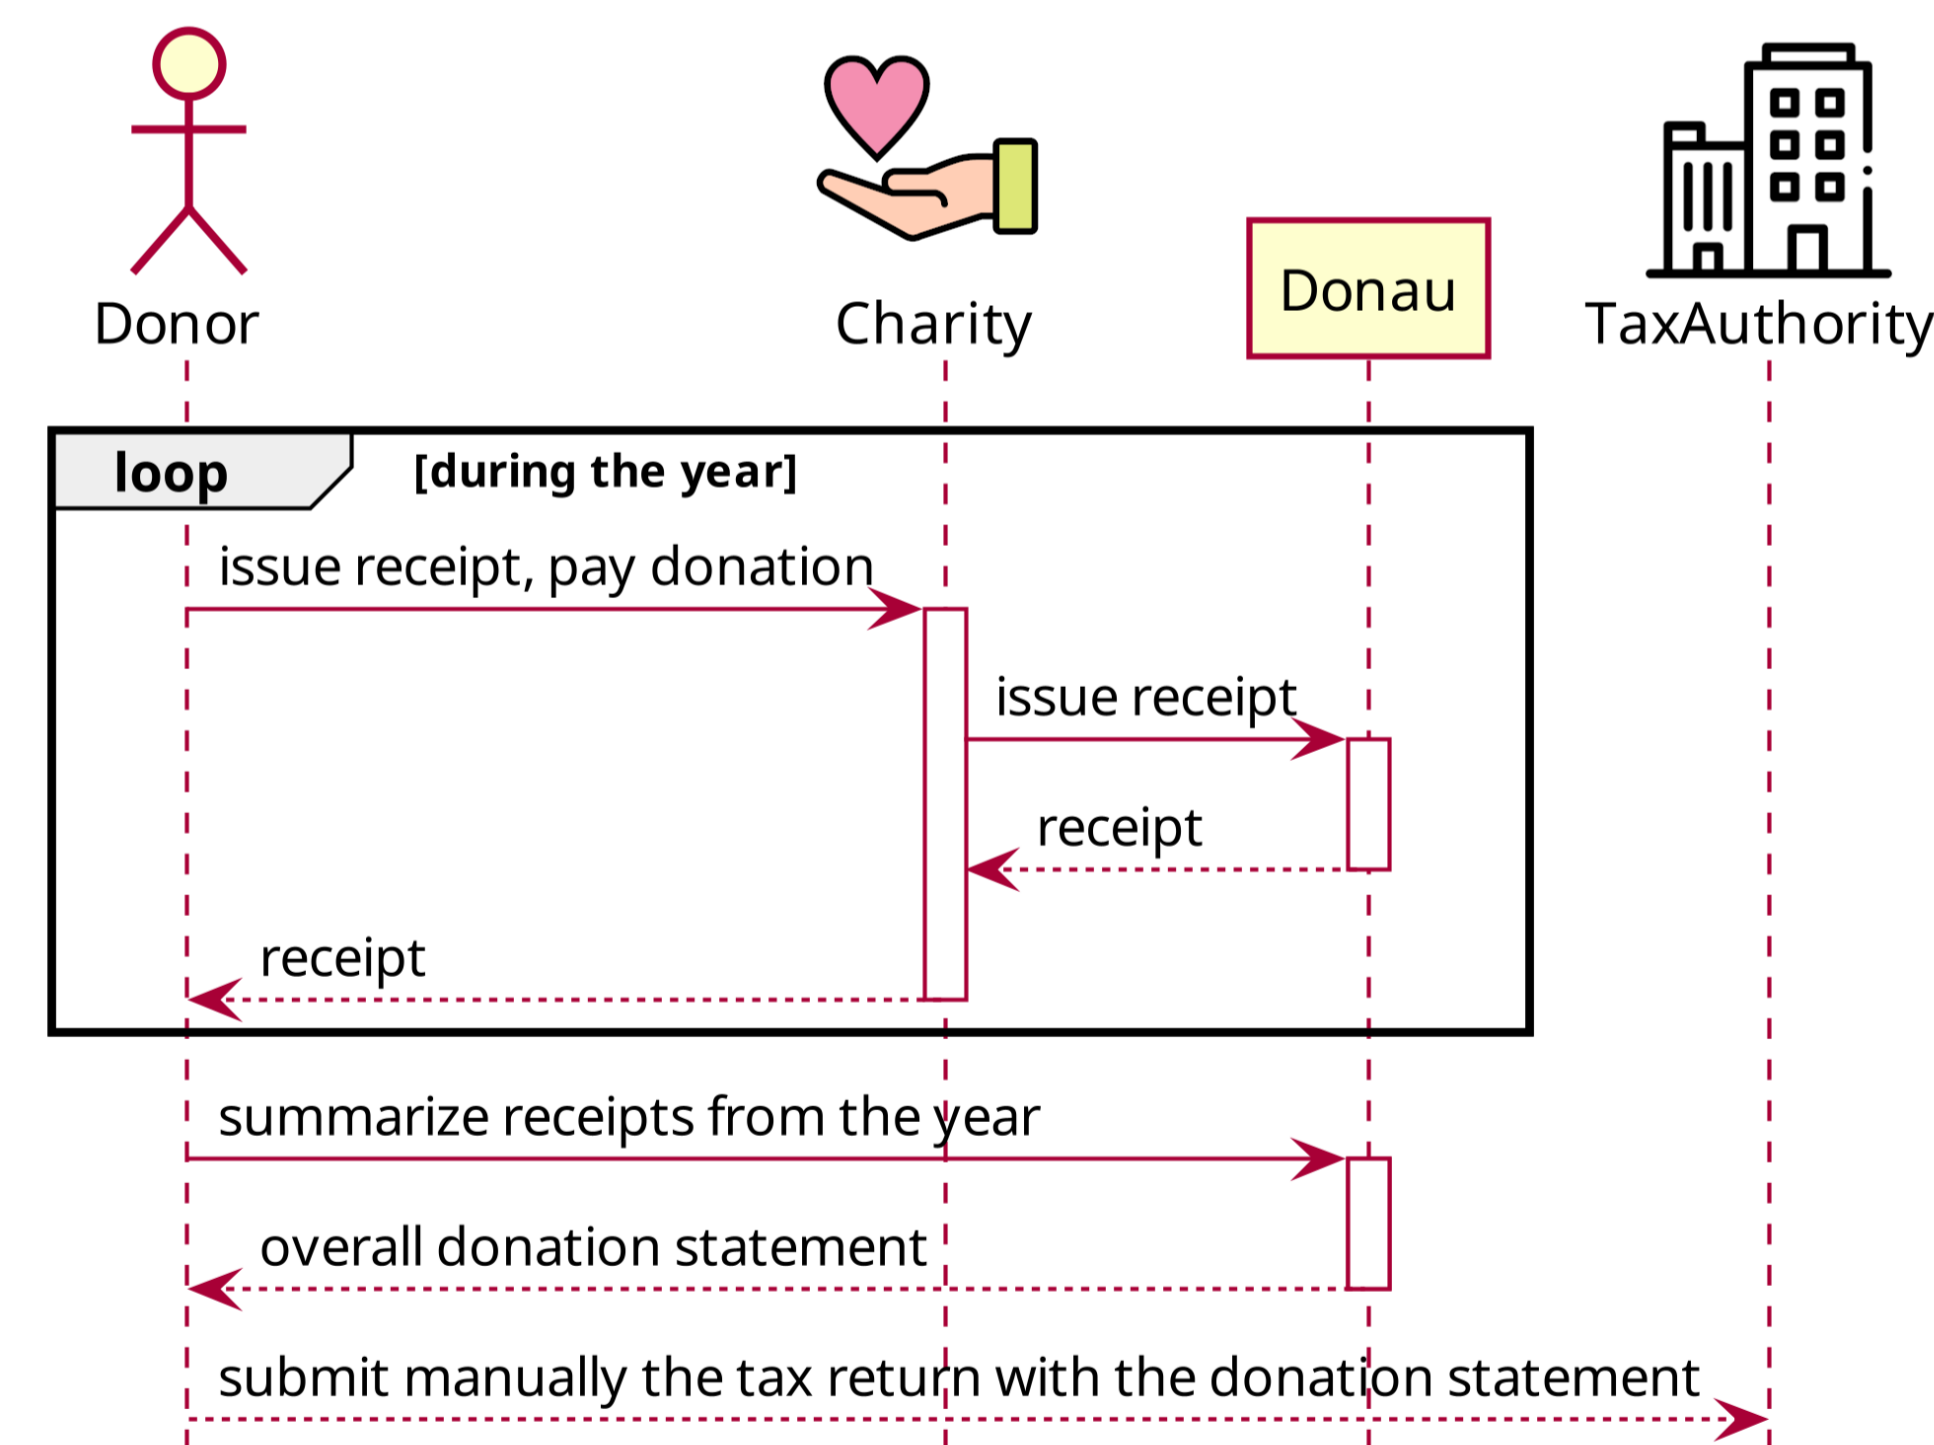 Donor
Charity
Donau
TaxAuthority
loop
[during the year]
issue receipt, pay donation
issue receipt
receipt
receipt
summarize receipts from the year
overall donation statement
submit manually the tax return with the donation statement